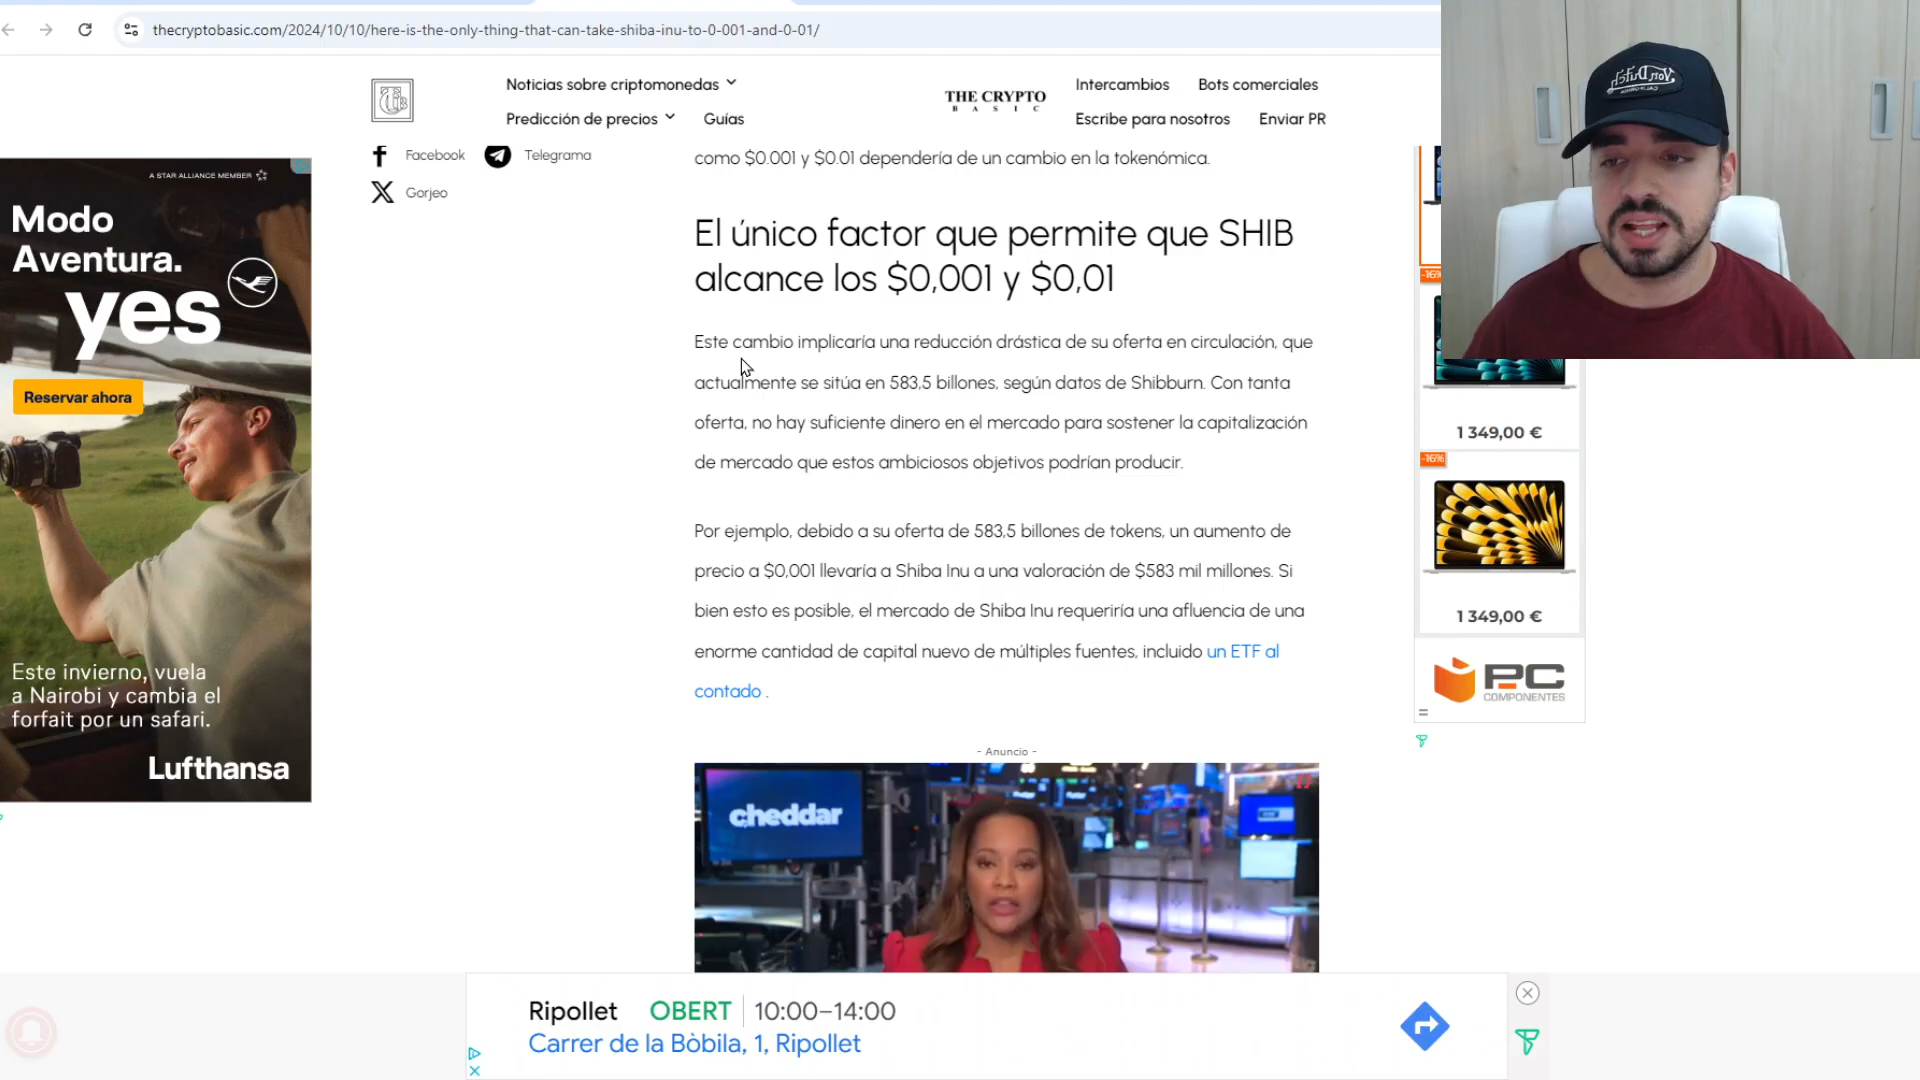 thecryptobasic.com/2024/10/10/here-is-the-only-thing-that-can-take-shiba-inu-to-0-001-and-0-01/
Noticias sobre criptomonedas
Predicción de precios
Guías
THE CRYPTO
BASIC
Intercambios
Bots comerciales
Escribe para nosotros
Enviar PR
Facebook
Telegrama
Gorjeo
como $0.001 y $0.01 dependería de un cambio en la tokenómica.
El único factor que permite que SHIB
alcance los $0,001 y $0,01
Este cambio implicaría una reducción drástica de su oferta en circulación, que
actualmente se sitúa en 583,5 billones, según datos de Shibburn. Con tanta
oferta, no hay suficiente dinero en el mercado para sostener la capitalización
de mercado que estos ambiciosos objetivos podrían producir.
Por ejemplo, debido a su oferta de 583,5 billones de tokens, un aumento de
precio a $0,001 llevaría a Shiba Inu a una valoración de $583 mil millones. Si
bien esto es posible, el mercado de Shiba Inu requeriría una afluencia de una
enorme cantidad de capital nuevo de múltiples fuentes, incluido un ETF al
contado .
- Anuncio -
cheddar
A STAR ALLIANCE MEMBER
Modo
Aventura.
yes
Reservar ahora
Este invierno, vuela
a Nairobi y cambia el
forfait por un safari.
Lufthansa
-16%
1 349,00 €
-16%
1 349,00 €
PC
COMPONENTES
Ripollet OBERT 10:00–14:00
Carrer de la Bòbila, 1, Ripollet